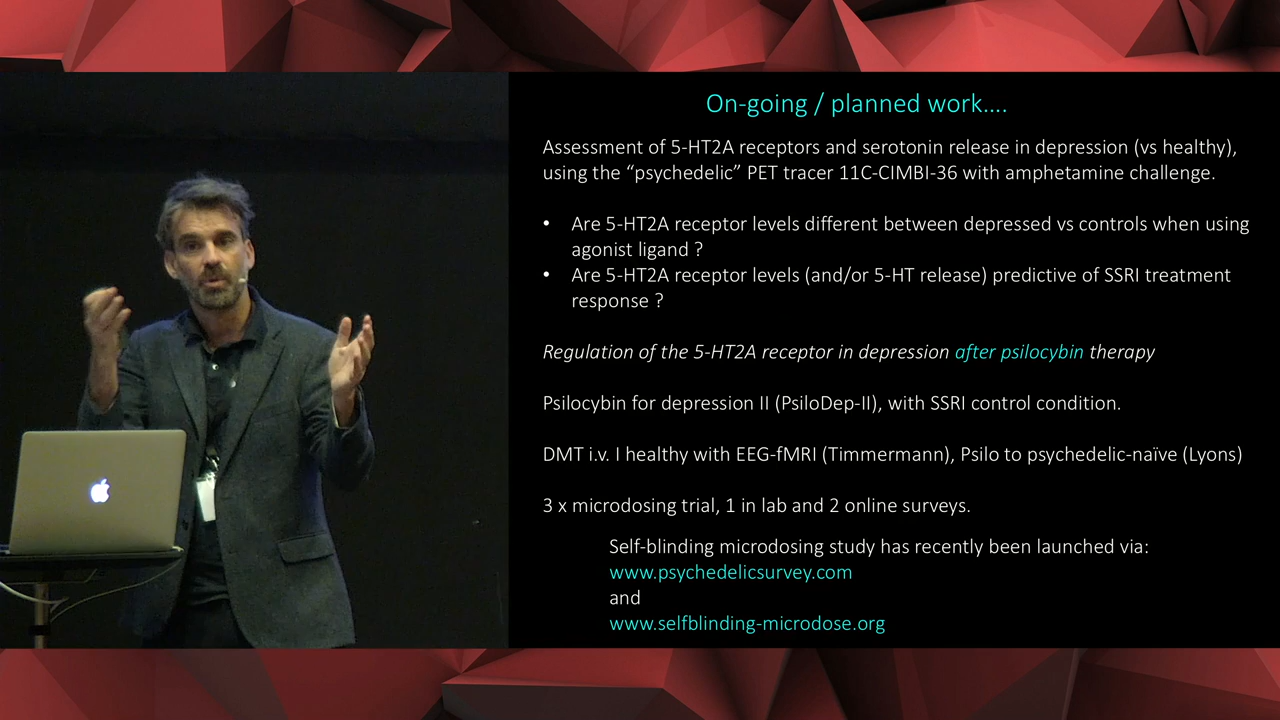 On-going / planned work....
Assessment of 5-HT2A receptors and serotonin release in depression (vs healthy),
using the “psychedelic” PET tracer 11C-CIMBI-36 with amphetamine challenge.
• Are 5-HT2A receptor levels different between depressed vs controls when using
agonist ligand ?
• Are 5-HT2A receptor levels (and/or 5-HT release) predictive of SSRI treatment
response ?
Regulation of the 5-HT2A receptor in depression after psilocybin therapy
Psilocybin for depression II (PsiloDep-II), with SSRI control condition.
DMT i.v. I healthy with EEG-fMRI (Timmermann), Psilo to psychedelic-naïve (Lyons)
3 x microdosing trial, 1 in lab and 2 online surveys.
Self-blinding microdosing study has recently been launched via:
www.psychedelicsurvey.com
and
www.selfblinding-microdose.org